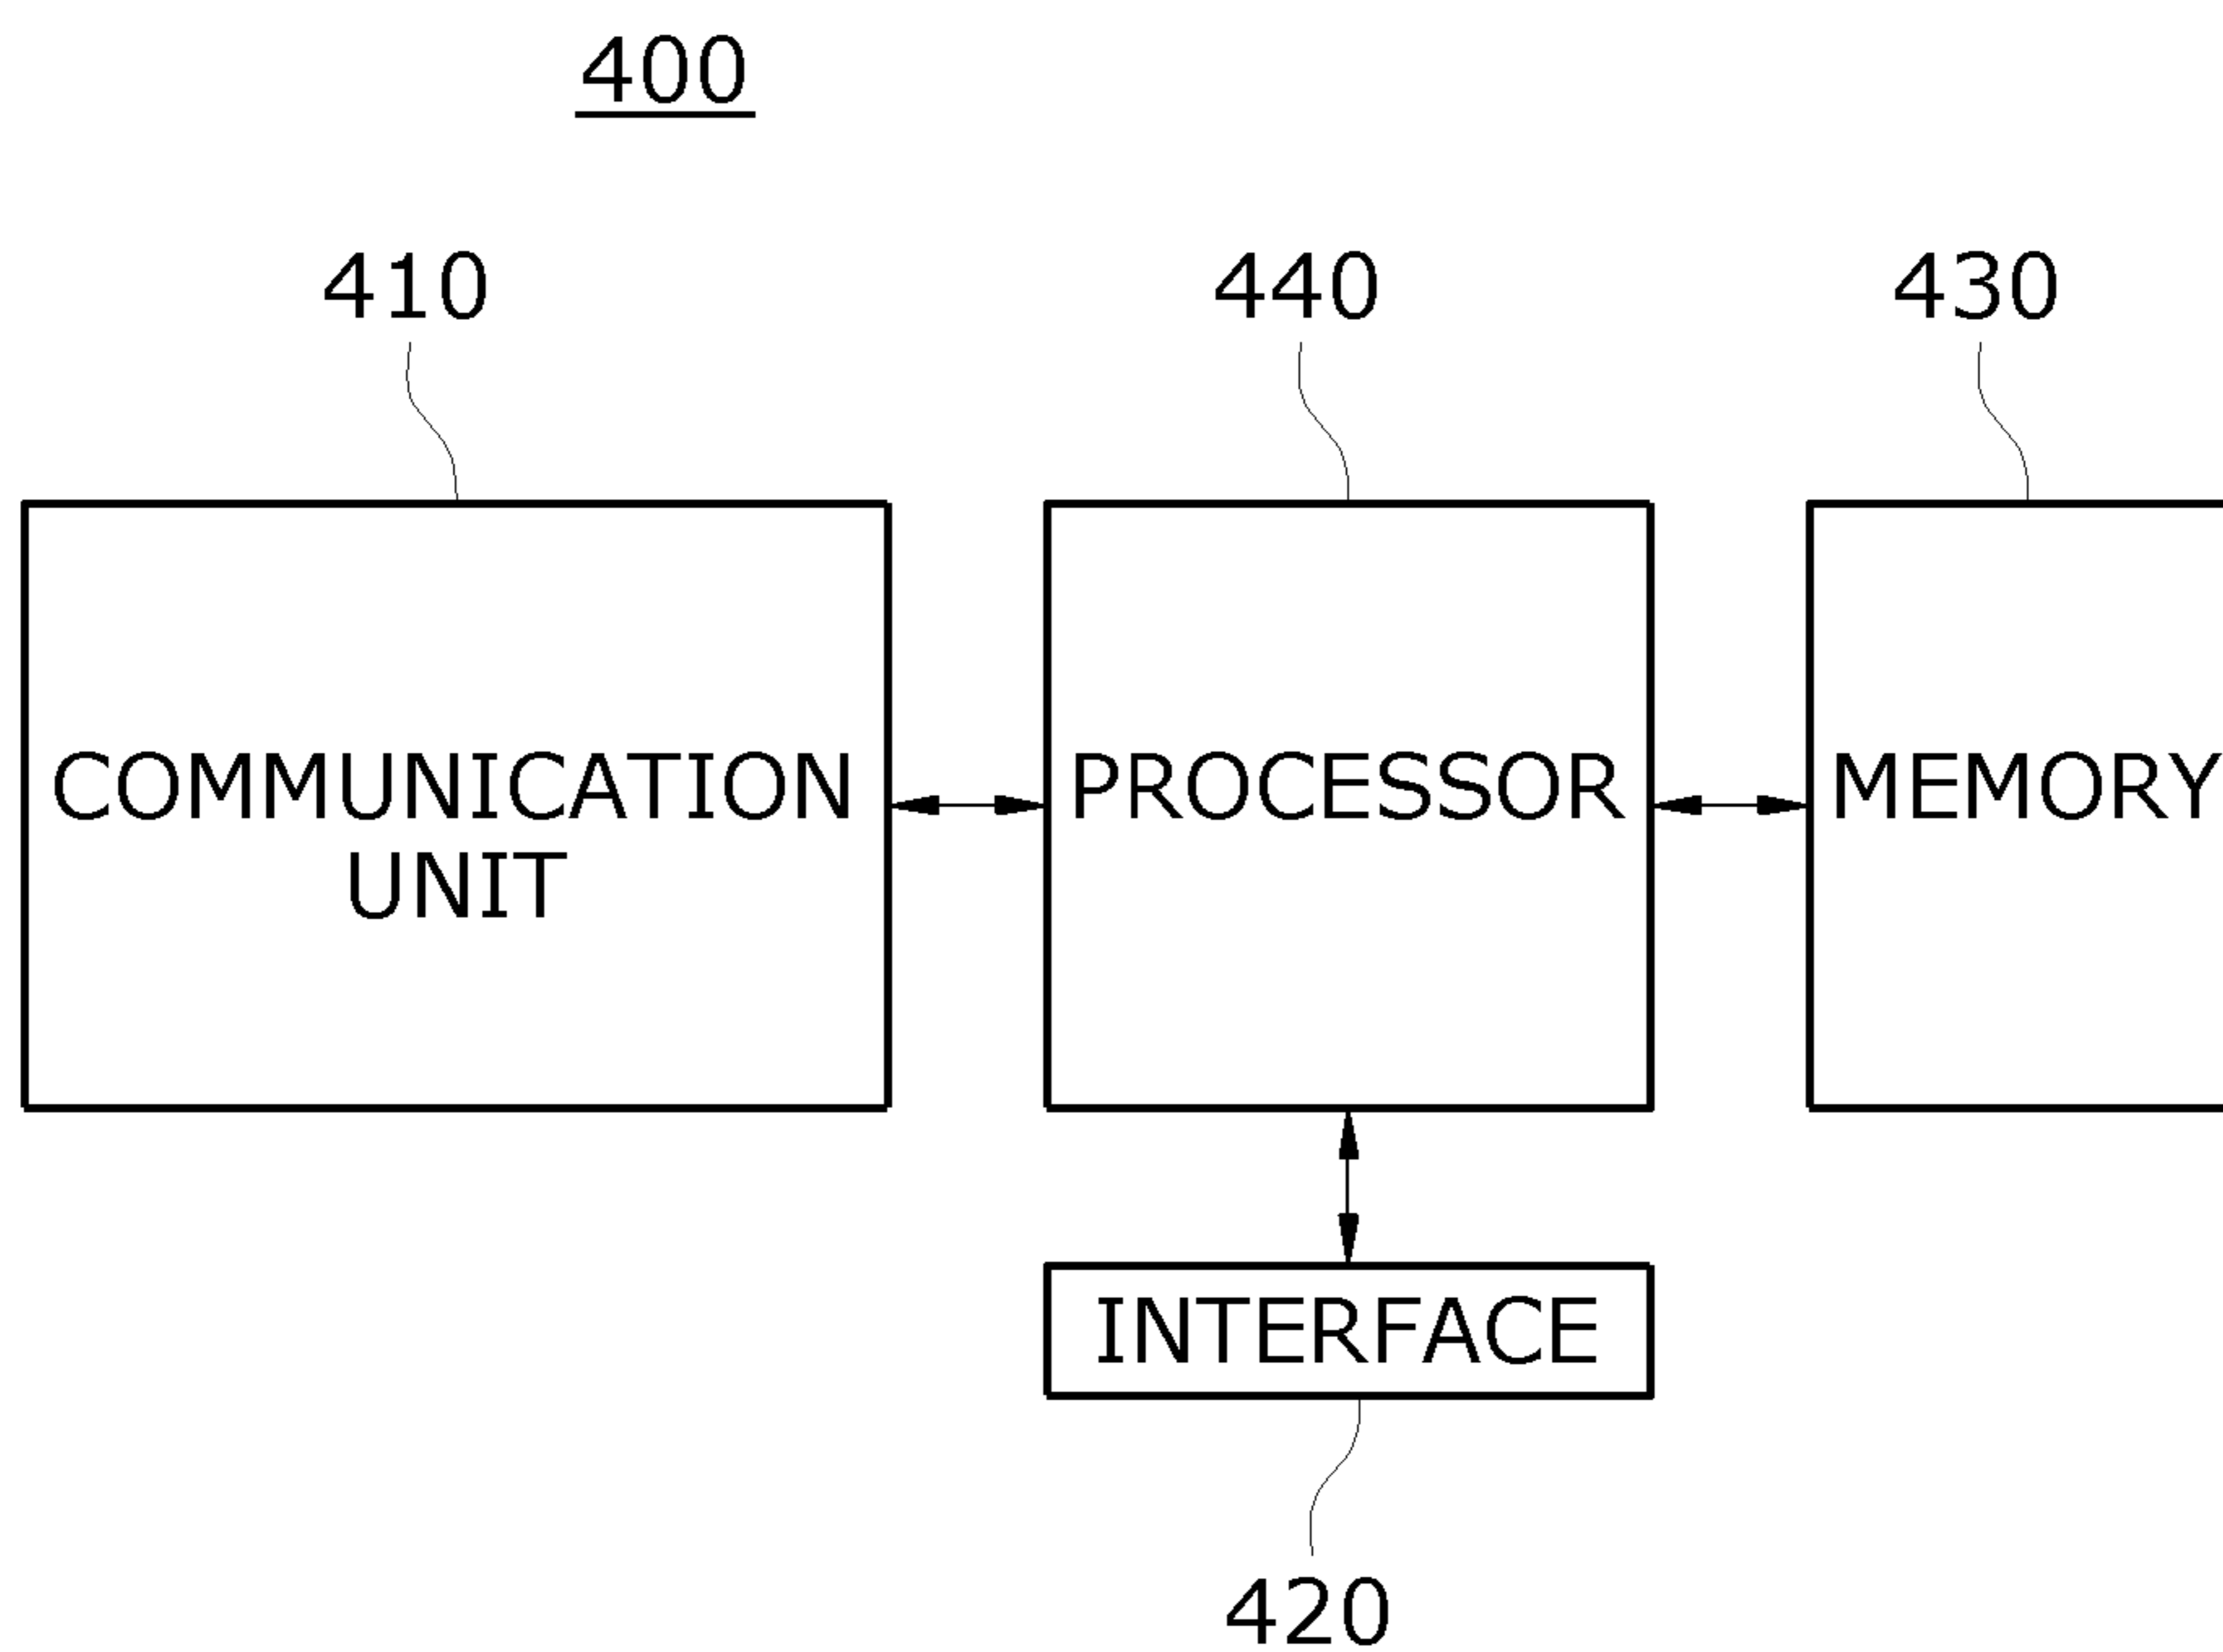 400
410
440
430
COMMUNICATION
UNIT
PROCESSOR
MEMORY
INTERFACE
420